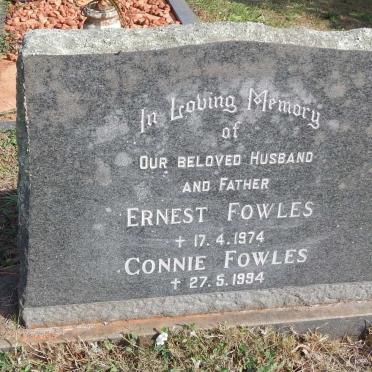 In Loving Memory
of
OUR BELOVED HUSBAND
AND FATHER
ERNEST FOWLES
† 17.4.1974
CONNIE FOWLES
† 27.5.1994